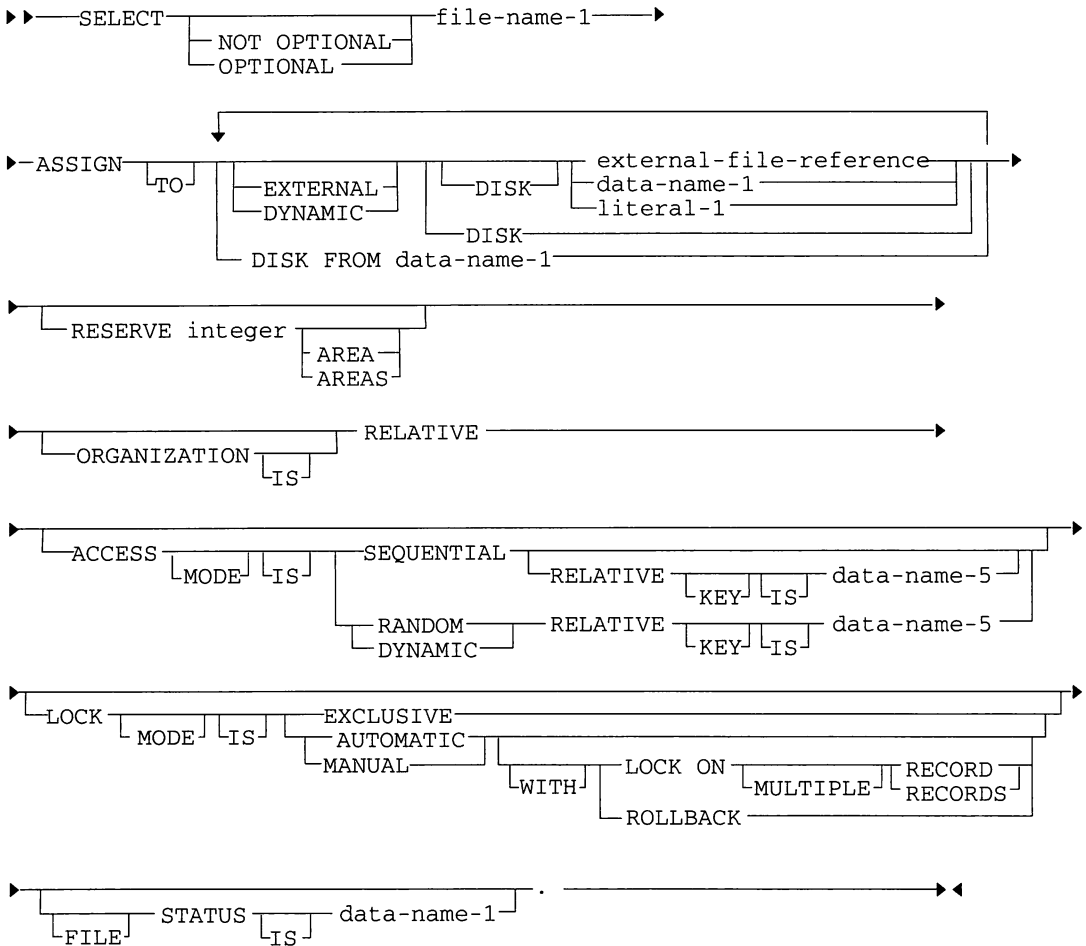 SELECT file-name-1
NOT OPTIONAL
OPTIONAL
ASSIGN TO EXTERNAL DISK external-file-reference
DYNAMIC data-name-1
literal-1
DISK
DISK FROM data-name-1
RESERVE integer
AREA
AREAS
RELATIVE
ORGANIZATION IS
ACCESS MODE IS SEQUENTIAL
RELATIVE KEY IS data-name-5
RANDOM RELATIVE KEY IS data-name-5
DYNAMIC
LOCK MODE IS EXCLUSIVE
AUTOMATIC
MANUAL WITH LOCK ON MULTIPLE RECORD
RECORDS
ROLLBACK
FILE STATUS IS data-name-1 .